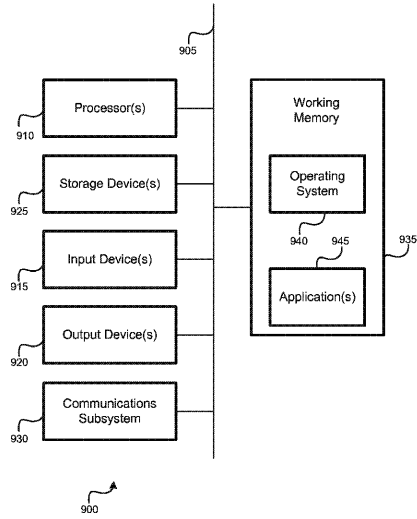 905
Processor(s)
910
Storage Device(s)
925
Input Device(s)
915
Output Device(s)
920
Communications
Subsystem
930
Working
Memory
Operating
System
940
945
935
Application(s)
900